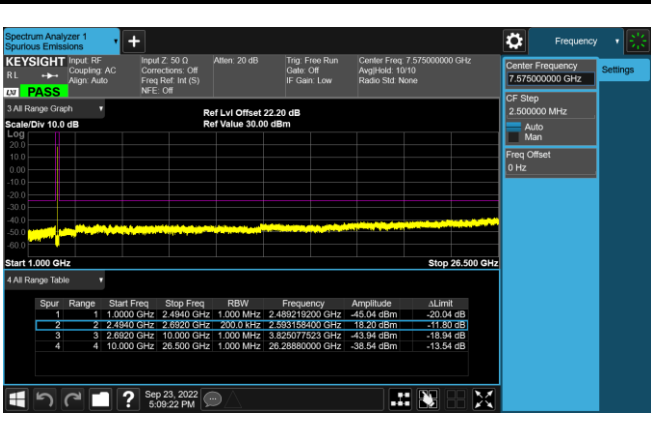 Spectrum Analyzer 1
Spurious Emissions
Frequency
KEYSIGHT
R L
LXI
PASS
Input: RF
Coupling: AC
Align: Auto
Input Z: 50 Ω
Corrections: Off
Freq Ref: Int (S)
NFE: Off
Atten: 20 dB
Trig: Free Run
Gate: Off
IF Gain: Low
Center Freq: 7.575000000 GHz
Avg|Hold: 10/10
Radio Std: None
Center Frequency
7.575000000 GHz
Settings
CF Step
2.500000 MHz
Auto
Man
Freq Offset
0 Hz
3 All Range Graph
Scale/Div 10.0 dB
Ref Lvl Offset 22.20 dB
Ref Value 30.00 dBm
Log
20.0
10.0
0.00
-10.0
-20.0
-30.0
-40.0
-50.0
-60.0
Start 1.000 GHz
Stop 26.500 GHz
4 All Range Table
Spur Range Start Freq Stop Freq RBW Frequency Amplitude ΔLimit
1 1 1.0000 GHz 2.4940 GHz 1.000 MHz 2.489219200 GHz -45.04 dBm -20.04 dB
2 2 2.4940 GHz 2.6920 GHz 200.0 kHz 2.593158400 GHz 18.20 dBm -11.80 dB
3 3 2.6920 GHz 10.000 GHz 1.000 MHz 3.825077523 GHz -43.94 dBm -18.94 dB
4 4 10.000 GHz 26.500 GHz 1.000 MHz 26.28880000 GHz -38.54 dBm -13.54 dB
Sep 23, 2022
5:09:22 PM